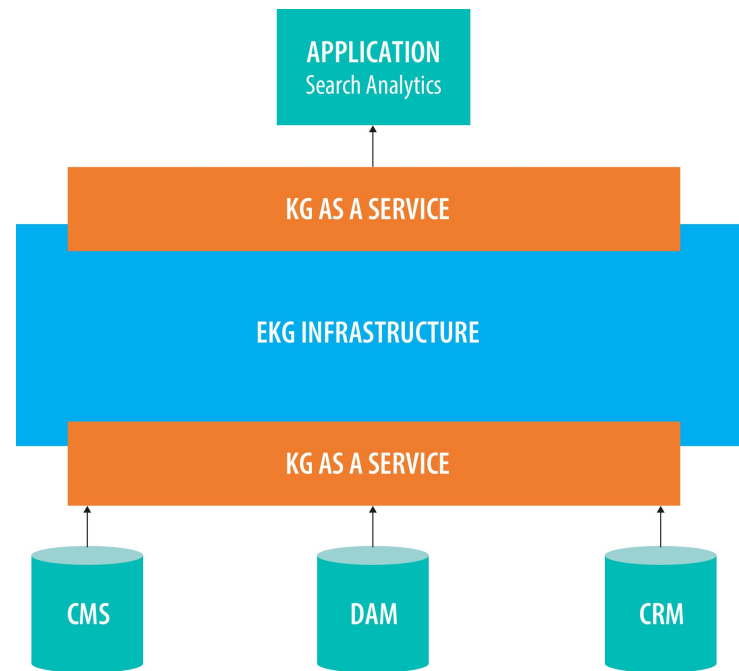 APPLICATION
Search Analytics
KG AS A SERVICE
EKG INFRASTRUCTURE
KG AS A SERVICE
CMS
DAM
CRM